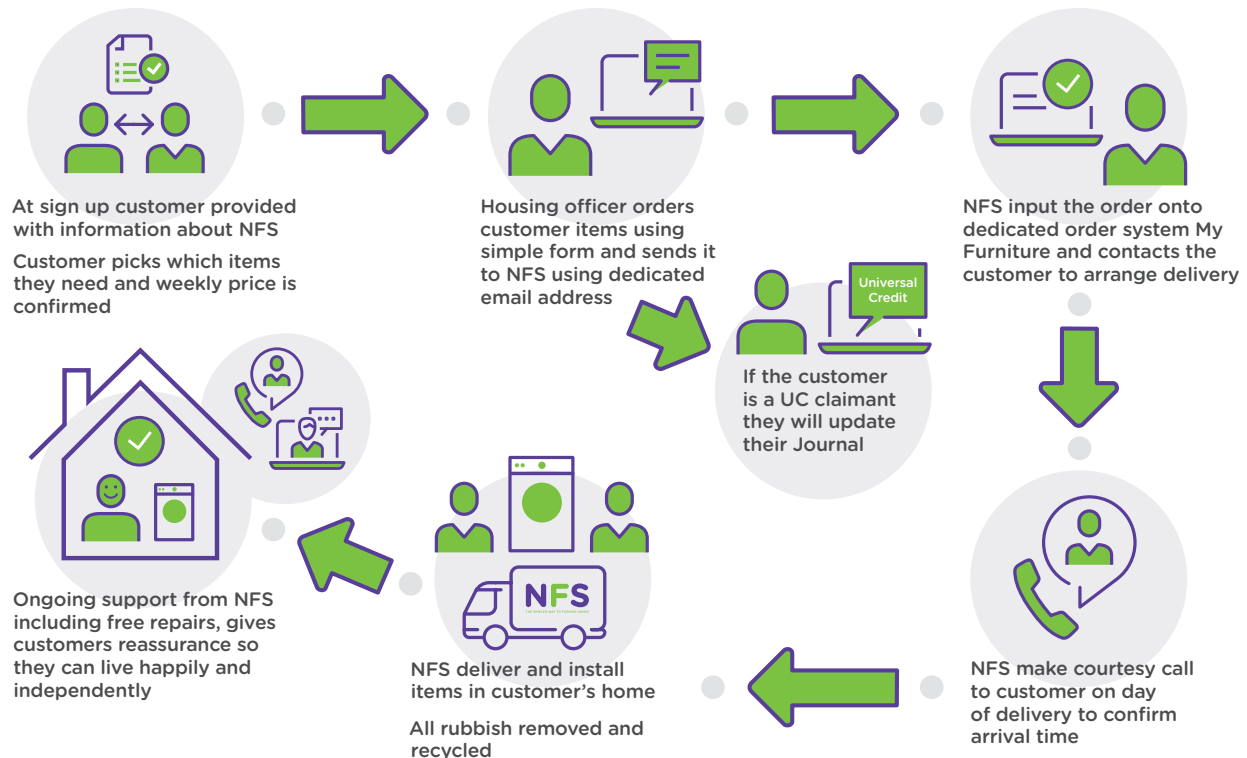 At sign up customer provided
with information about NFS
Customer picks which items
they need and weekly price is
confirmed
Housing officer orders
customer items using
simple form and sends it
to NFS using dedicated
email address
Universal
Credit
If the customer
is a UC claimant
they will update
their Journal
NFS input the order onto
dedicated order system My
Furniture and contacts the
customer to arrange delivery
NFS make courtesy call
to customer on day
of delivery to confirm
arrival time
NFS
NFS deliver and install
items in customer's home
All rubbish removed and
recycled
Ongoing support from NFS
including free repairs, gives
customers reassurance so
they can live happily and
independently